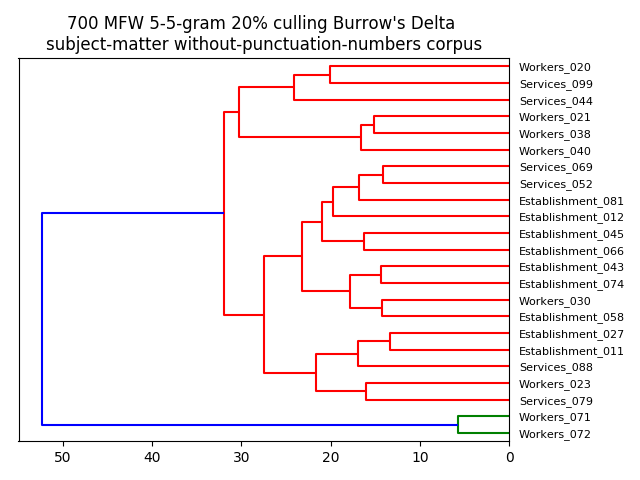 700 MFW 5-5-gram 20% culling Burrow's Delta
subject-matter without-punctuation-numbers corpus
Workers_020
Services_099
Services_044
Workers_021
Workers_038
Workers_040
Services_069
Services_052
Establishment_081
Establishment_012
Establishment_045
Establishment_066
Establishment_043
Establishment_074
Workers_030
Establishment_058
Establishment_027
Establishment_011
Services_088
Workers_023
Services_079
Workers_071
Workers_072
50 40 30 20 10 0